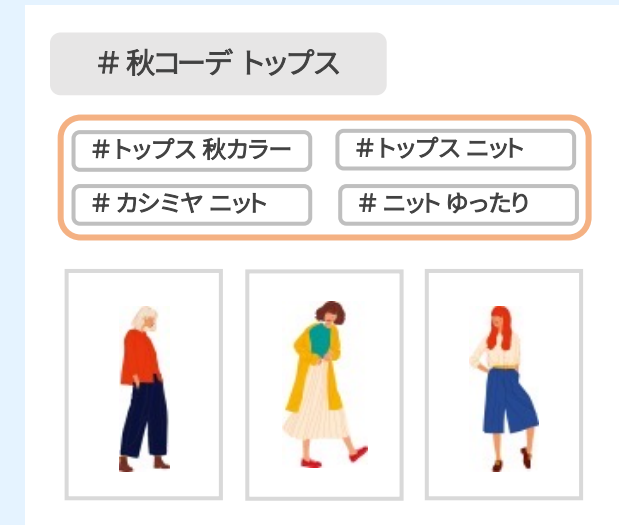 # 秋コーデ トップス
#トップス 秋カラー
#トップス ニット
# カシミヤ ニット
# ニット ゆったり